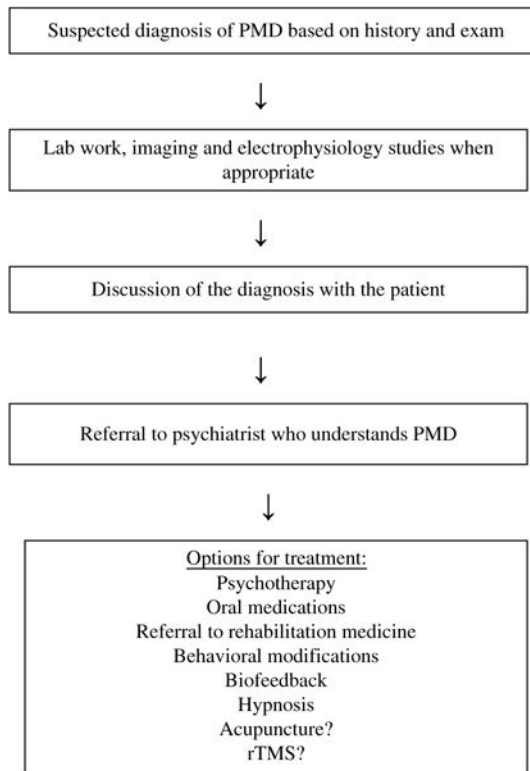 Suspected diagnosis of PMD based on history and exam
Lab work, imaging and electrophysiology studies when
appropriate
Discussion of the diagnosis with the patient
Referral to psychiatrist who understands PMD
Options for treatment:
Psychotherapy
Oral medications
Referral to rehabilitation medicine
Behavioral modifications
Biofeedback
Hypnosis
Acupuncture?
rTMS?